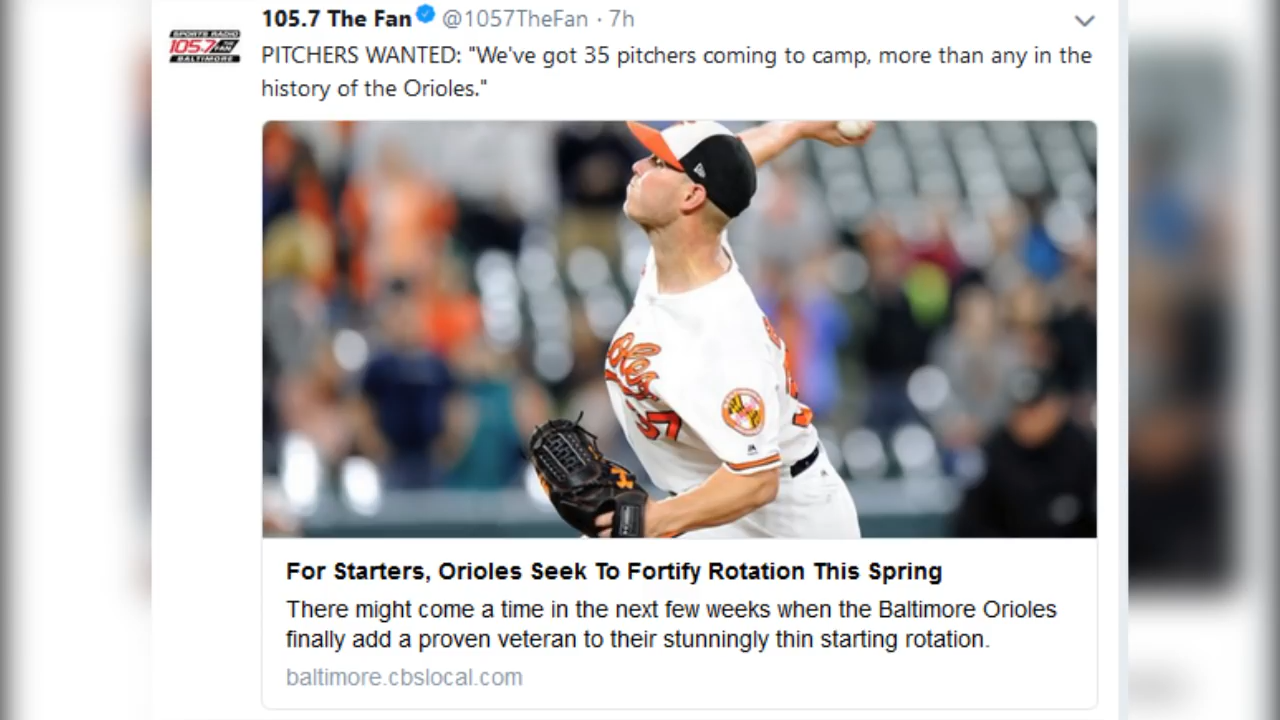 105.7 The Fan @1057TheFan · 7h
SPORTS RADIO
105.7 THE FAN
BALTIMORE
PITCHERS WANTED: "We've got 35 pitchers coming to camp, more than any in the
history of the Orioles."
For Starters, Orioles Seek To Fortify Rotation This Spring
There might come a time in the next few weeks when the Baltimore Orioles
finally add a proven veteran to their stunningly thin starting rotation.
baltimore.cbslocal.com